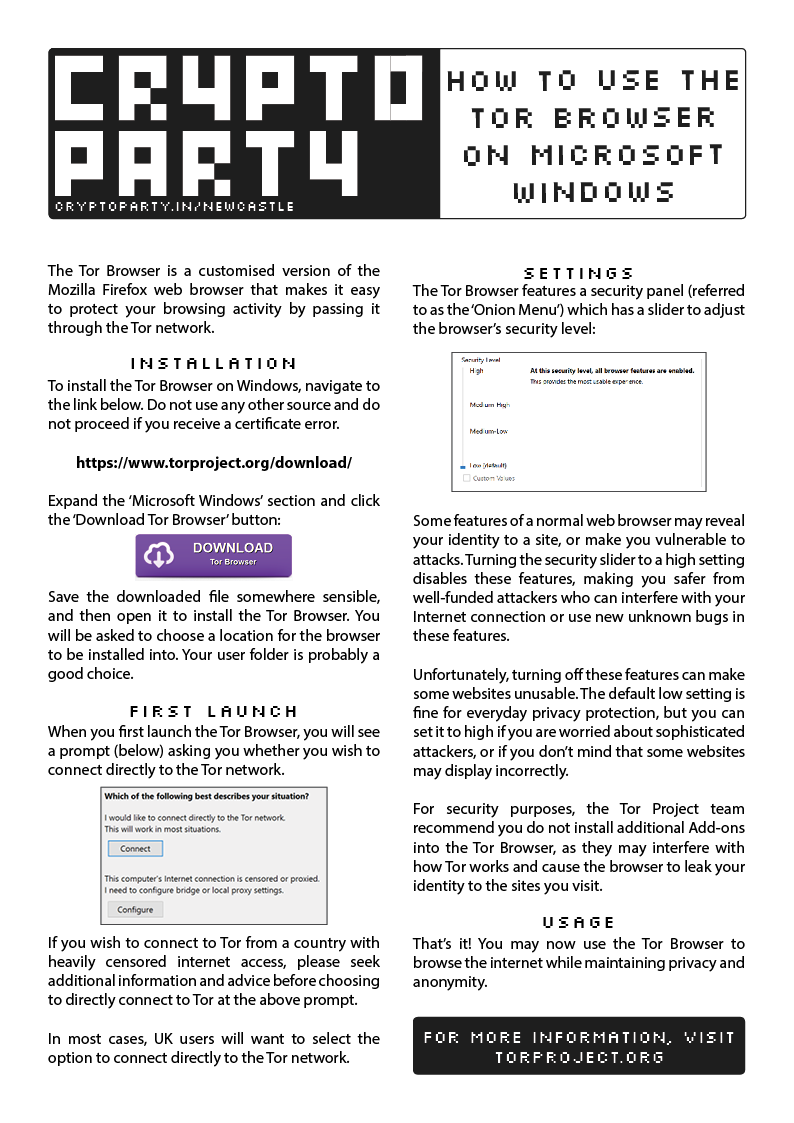 CRYPTO
PARTY
CRYPTOPARTY.IN/NEWCASTLE
HOW TO USE THE
TOR BROWSER
ON MICROSOFT
WINDOWS
The Tor Browser is a customised version of the
Mozilla Firefox web browser that makes it easy
to protect your browsing activity by passing it
through the Tor network.
INSTALLATION
To install the Tor Browser on Windows, navigate to
the link below. Do not use any other source and do
not proceed if you receive a certificate error.
https://www.torproject.org/download/
Expand the ‘Microsoft Windows’ section and click
the ‘Download Tor Browser’ button:
DOWNLOAD
Tor Browser
Save the downloaded file somewhere sensible,
and then open it to install the Tor Browser. You
will be asked to choose a location for the browser
to be installed into. Your user folder is probably a
good choice.
FIRST LAUNCH
When you first launch the Tor Browser, you will see
a prompt (below) asking you whether you wish to
connect directly to the Tor network.
Which of the following best describes your situation?
I would like to connect directly to the Tor network.
This will work in most situations.
Connect
This computer's Internet connection is censored or proxied.
I need to configure bridge or local proxy settings.
Configure
If you wish to connect to Tor from a country with
heavily censored internet access, please seek
additional information and advice before choosing
to directly connect to Tor at the above prompt.
In most cases, UK users will want to select the
option to connect directly to the Tor network.
SETTINGS
The Tor Browser features a security panel (referred
to as the ‘Onion Menu’) which has a slider to adjust
the browser’s security level:
Security Level
High
At this security level, all browser features are enabled.
This provides the most usable experience.
Medium-High
Medium-Low
Low (default)
Custom Values
Some features of a normal web browser may reveal
your identity to a site, or make you vulnerable to
attacks. Turning the security slider to a high setting
disables these features, making you safer from
well-funded attackers who can interfere with your
Internet connection or use new unknown bugs in
these features.
Unfortunately, turning off these features can make
some websites unusable. The default low setting is
fine for everyday privacy protection, but you can
set it to high if you are worried about sophisticated
attackers, or if you don’t mind that some websites
may display incorrectly.
For security purposes, the Tor Project team
recommend you do not install additional Add-ons
into the Tor Browser, as they may interfere with
how Tor works and cause the browser to leak your
identity to the sites you visit.
USAGE
That’s it! You may now use the Tor Browser to
browse the internet while maintaining privacy and
anonymity.
FOR MORE INFORMATION, VISIT
TORPROJECT.ORG